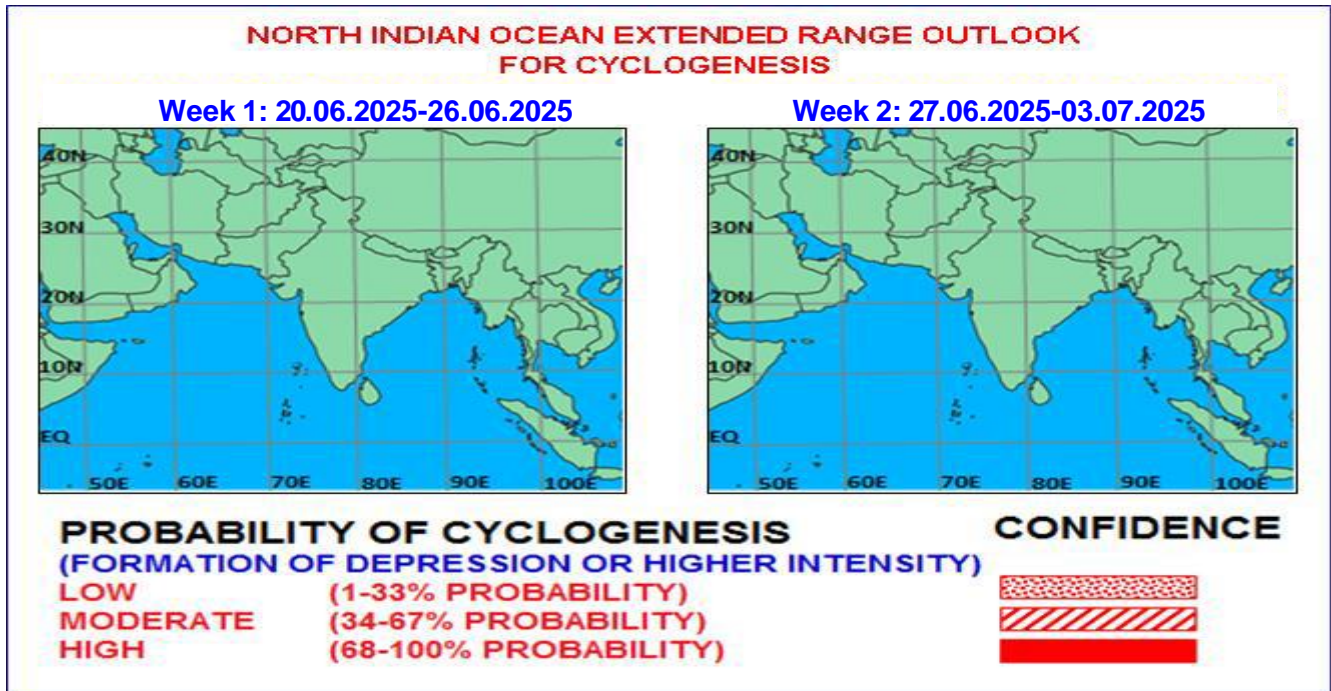 NORTH INDIAN OCEAN EXTENDED RANGE OUTLOOK
FOR CYCLOGENESIS
Week 1: 20.06.2025-26.06.2025
40N
30N
20N
10N
EQ
50E 60E 70E 80E 90E 100E
Week 2: 27.06.2025-03.07.2025
40N
30N
20N
10N
EQ
50E 60E 70E 80E 90E 100E
PROBABILITY OF CYCLOGENESIS
(FORMATION OF DEPRESSION OR HIGHER INTENSITY)
CONFIDENCE
LOW (1-33% PROBABILITY)
MODERATE (34-67% PROBABILITY)
HIGH (68-100% PROBABILITY)